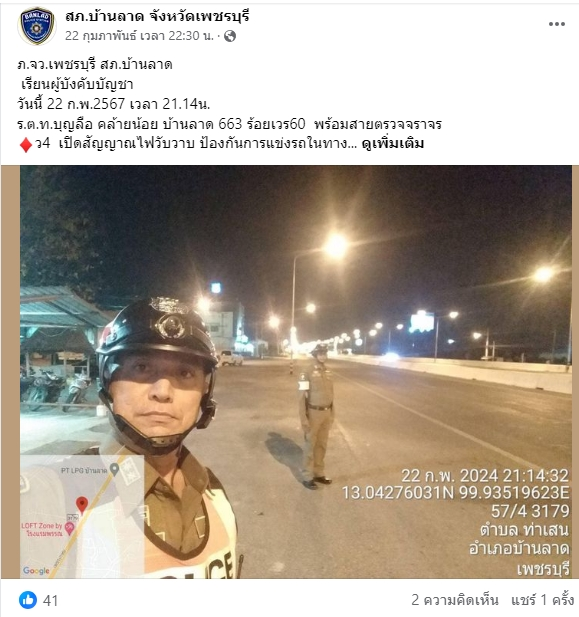 สภ.บ้านลาด จังหวัดเพชรบุรี
22 กุมภาพันธ์ เวลา 22:30 น. ·
ภ.จว.เพชรบุรี สภ.บ้านลาด
เรียนผู้บังคับบัญชา
วันนี้ 22 ก.พ.2567 เวลา 21.14น.
ร.ต.ท.บุญลือ คล้ายน้อย บ้านลาด 663 ร้อยเวร60 พร้อมสายตรวจจราจร
♦️ว4 เปิดสัญญาณไฟวับวาบ ป้องกันการแข่งรถในทาง... ดูเพิ่มเติม
PT LPG บ้านลาด
LOFT Zone by
โรงแรมพรรณ
Google
22 ก.พ. 2024 21:14:32
13.04276031N 99.93519623E
57/4 3179
ตำบล ท่าเสน
อำเภอบ้านลาด
เพชรบุรี
41
2 ความคิดเห็น แชร์ 1 ครั้ง